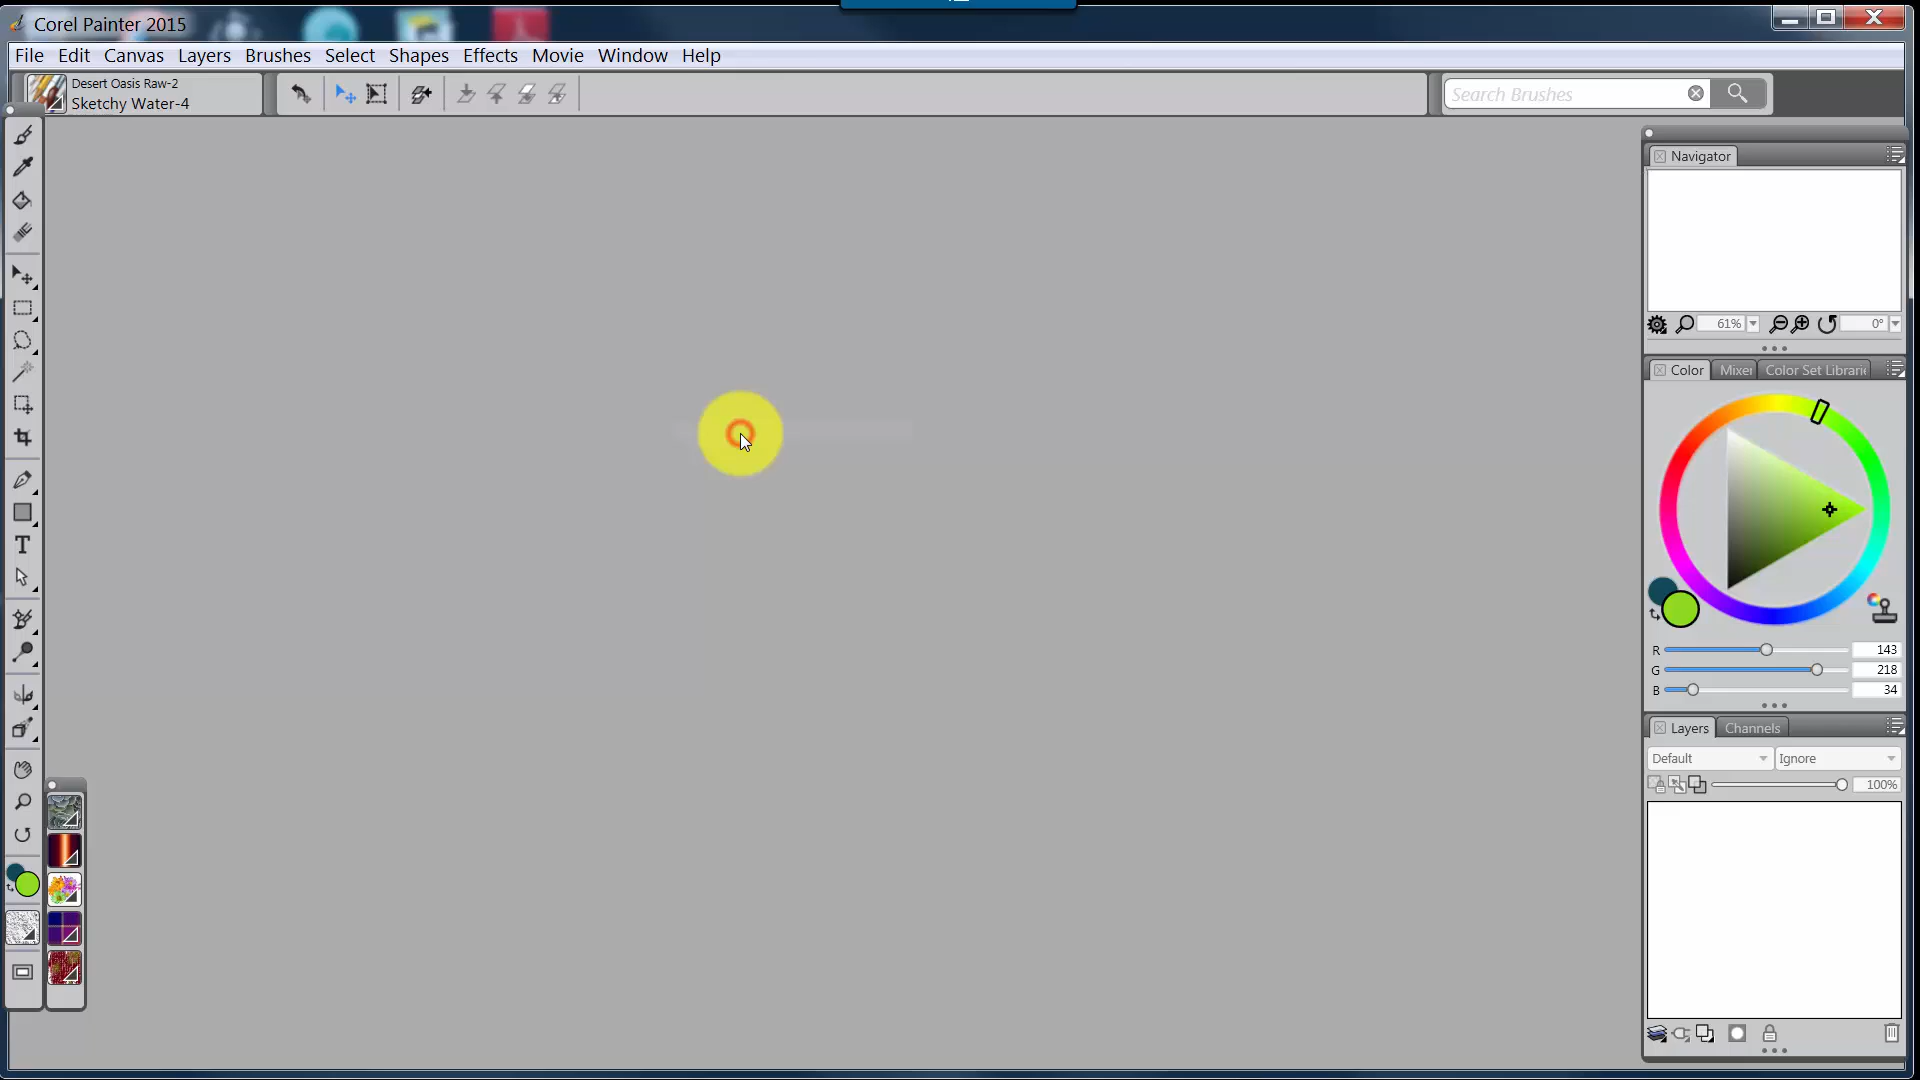 Corel Painter 2015
File Edit Canvas Layers Brushes Select Shapes Effects Movie Window Help
Desert Oasis Raw-2
Sketchy Water-4
Search Brushes
Navigator
61%
0°
Color Mixer Color Set Librari
R 143
G 218
B 34
Layers Channels
Default Ignore
100%
T